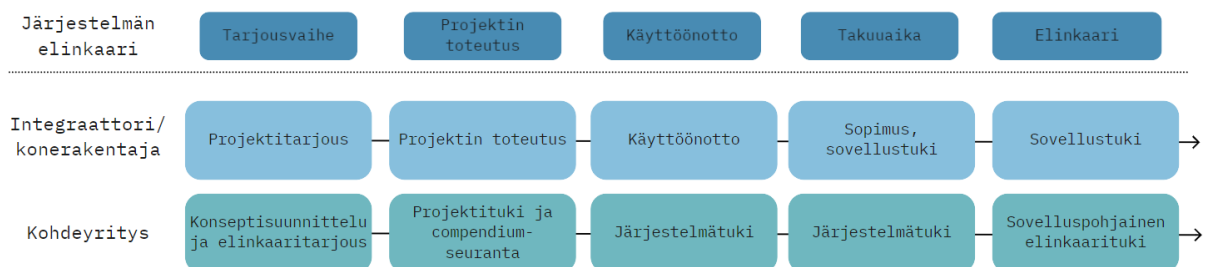 Järjestelmän
elinkaari
Tarjousvaihe
Projektin
toteutus
Käyttöönotto
Takuuaika
Elinkaari
Integraattori/
konerakentaja
Projektitarjous
Projektin toteutus
Käyttöönotto
Sopimus,
sovellustuki
Sovellustuki
Kohdeyritys
Konseptisuunnittelu
ja elinkaaritarjous
Projektituki ja
compendium-
seuranta
Järjestelmätuki
Järjestelmätuki
Sovelluspohjainen
elinkaarituki